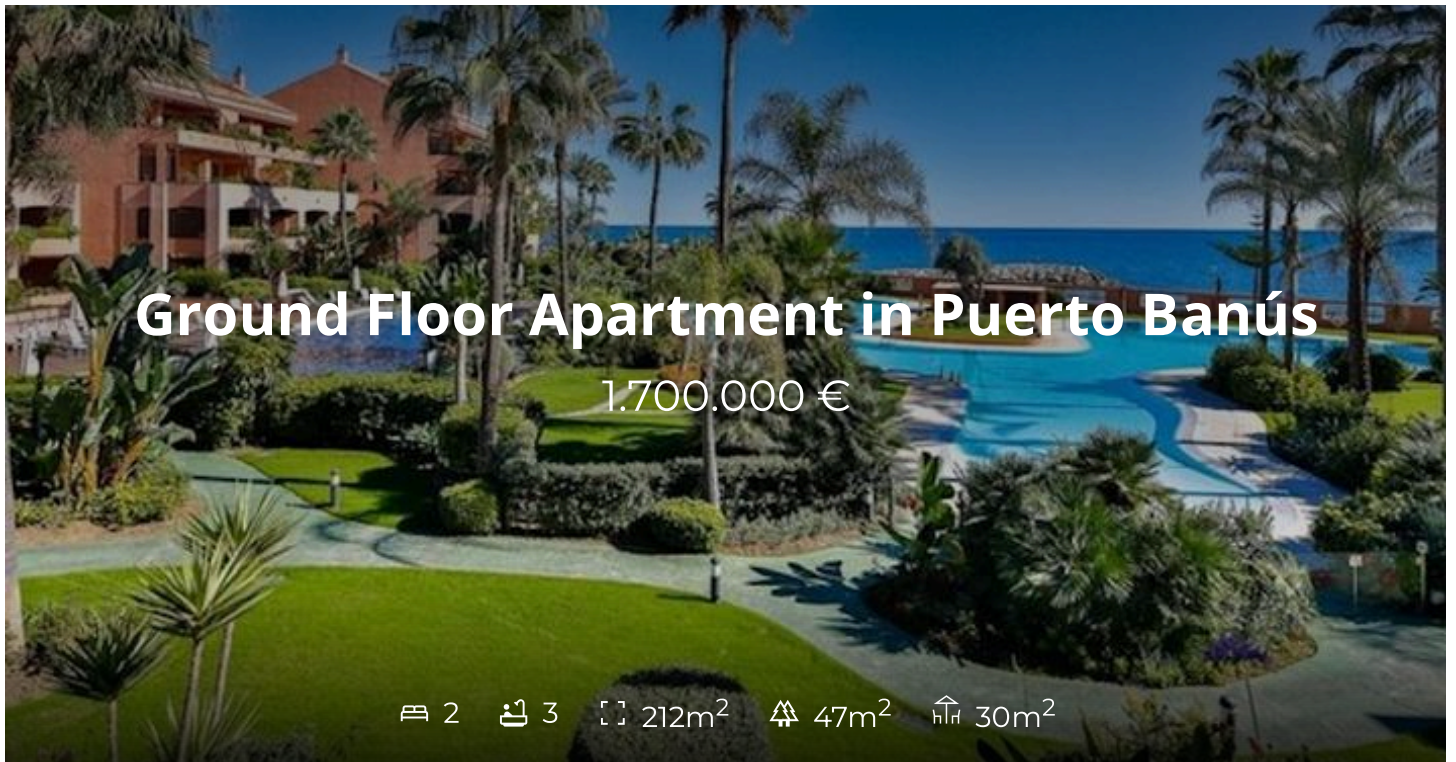 Ground Floor Apartment in Puerto Banús
1.700.000 €
2 3 212m² 47m² 30m²